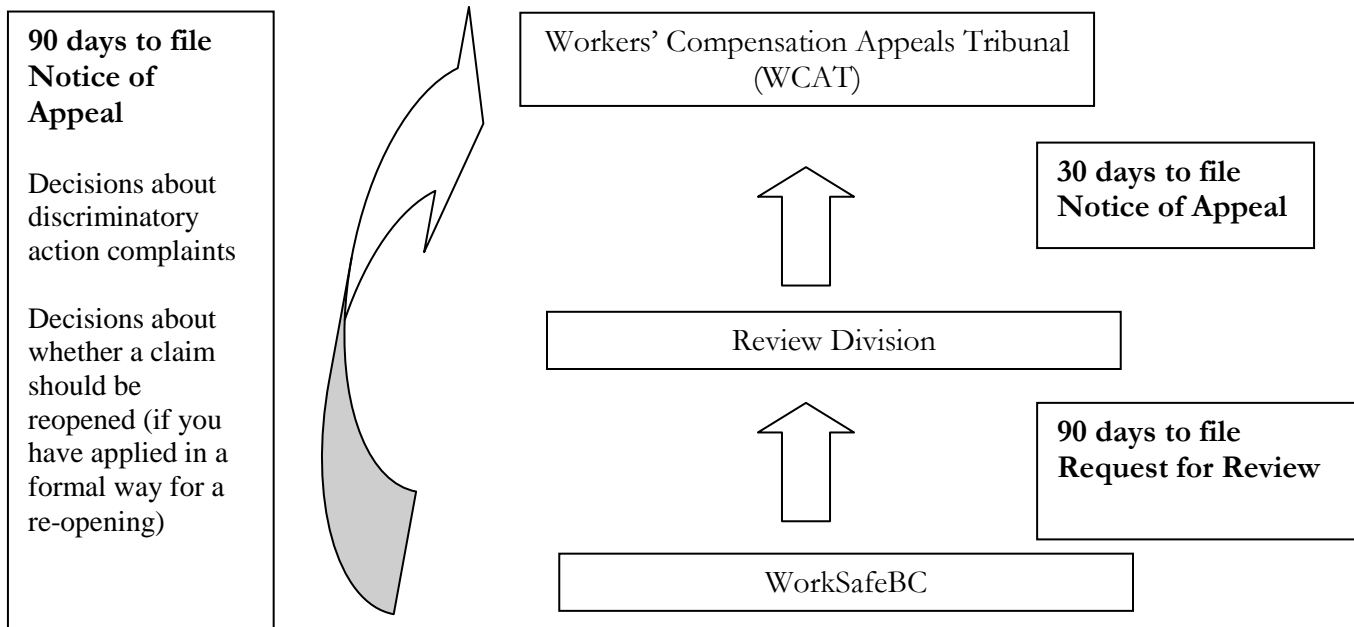 90 days to file
Notice of
Appeal
Decisions about
discriminatory
action complaints
Decisions about
whether a claim
should be
reopened (if you
have applied in a
formal way for a
re-opening)
Workers’ Compensation Appeals Tribunal
(WCAT)
30 days to file
Notice of Appeal
Review Division
90 days to file
Request for Review
WorkSafeBC